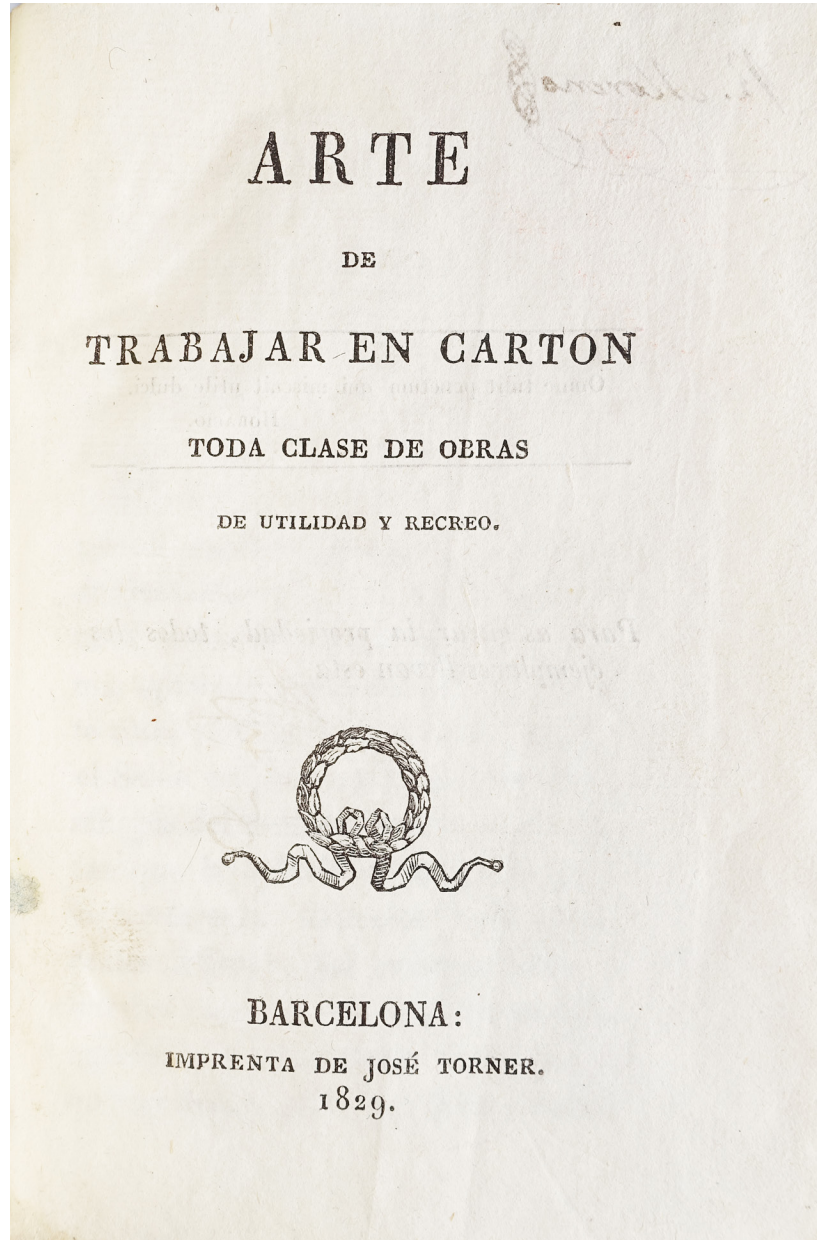 ARTE
DE
TRABAJAR EN CARTON
TODA CLASE DE OBRAS
DE UTILIDAD Y RECREO.
BARCELONA:
IMPRENTA DE JOSÉ TORNER.
1829.